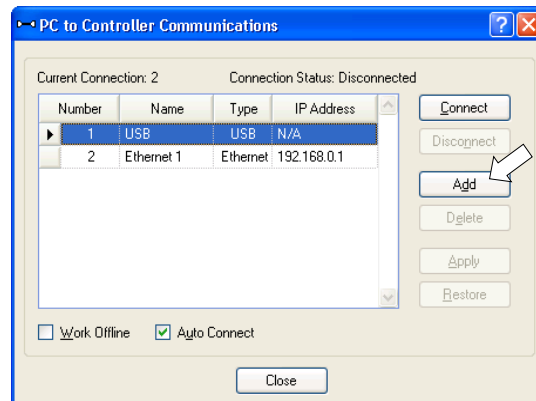 PC to Controller Communications
Current Connection: 2 Connection Status: Disconnected
Number Name Type IP Address
1 USB USB N/A
2 Ethernet 1 Ethernet 192.168.0.1
Connect
Disconnect
Add
Delete
Apply
Restore
Work Offline Auto Connect
Close